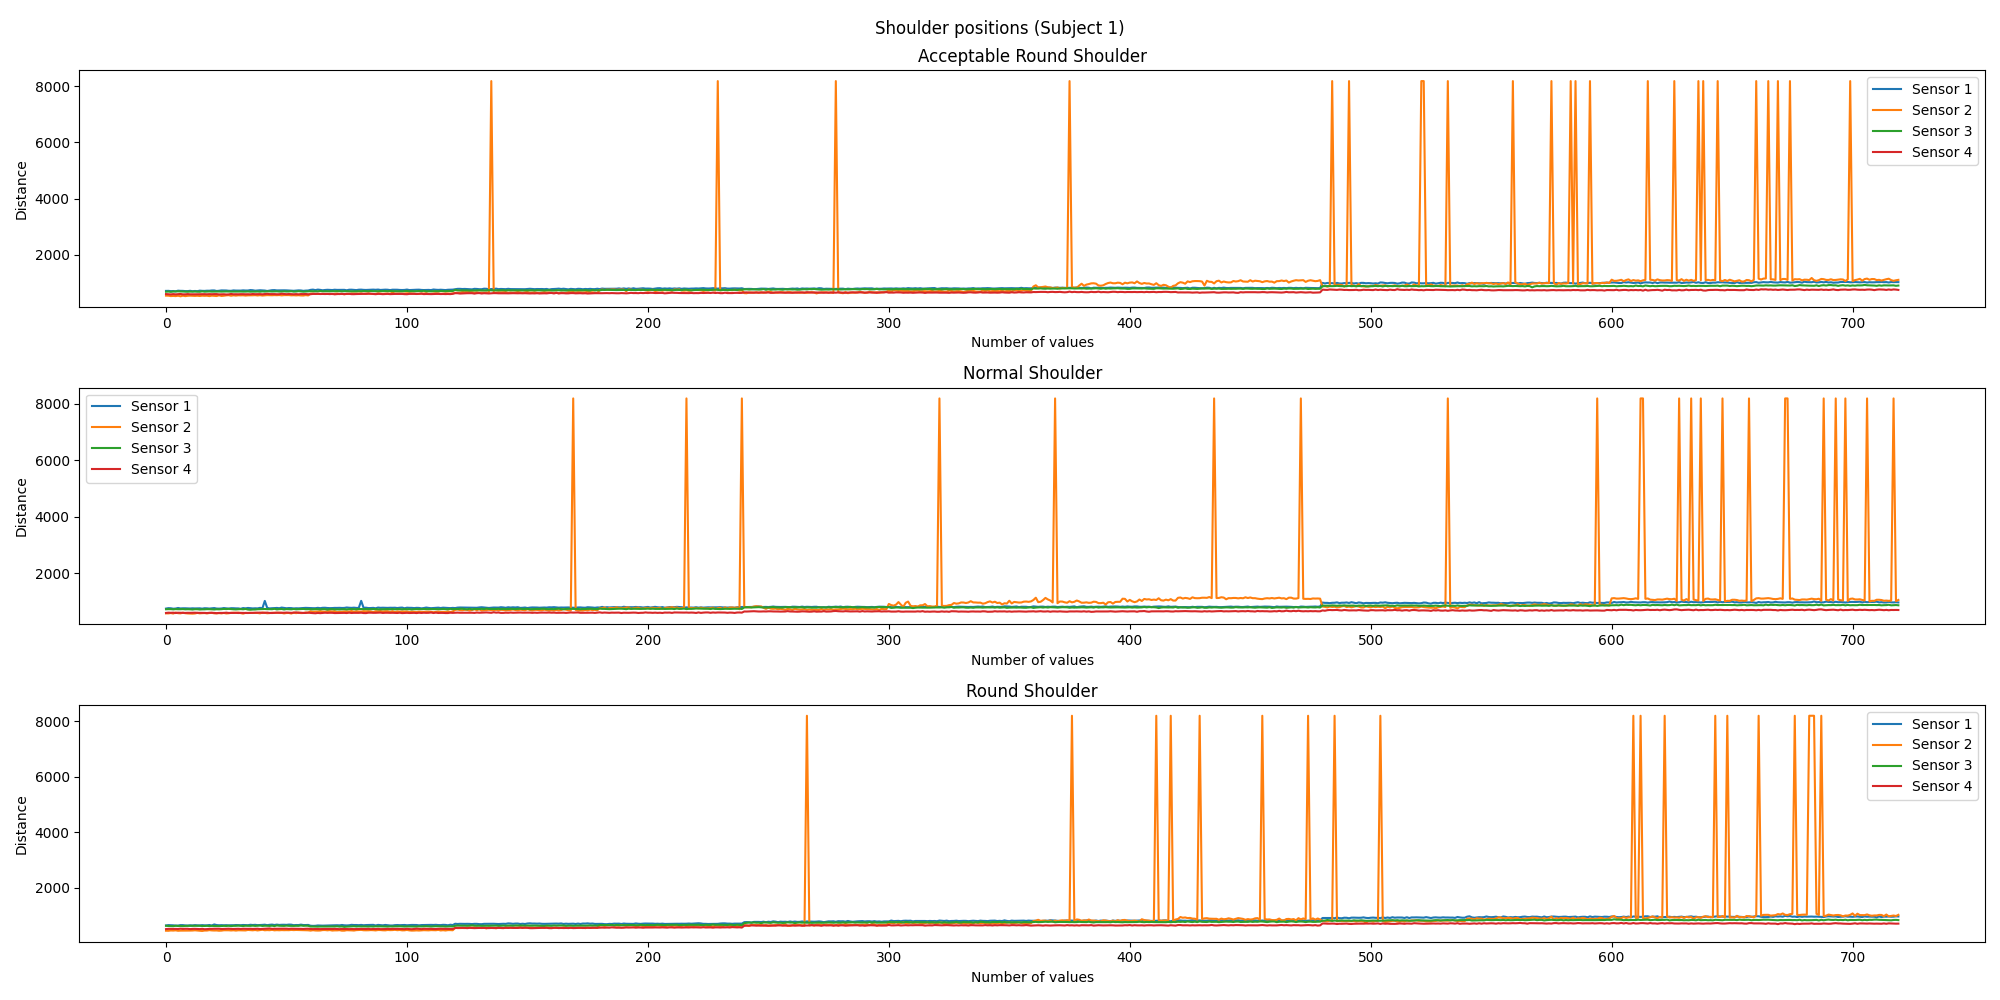 Shoulder positions (Subject 1)
Acceptable Round Shoulder
8000
6000
4000
2000
Distance
Sensor 1
Sensor 2
Sensor 3
Sensor 4
0 100 200 300 400 500 600 700
Number of values
Normal Shoulder
8000
6000
4000
2000
Distance
Sensor 1
Sensor 2
Sensor 3
Sensor 4
0 100 200 300 400 500 600 700
Number of values
Round Shoulder
8000
6000
4000
2000
Distance
Sensor 1
Sensor 2
Sensor 3
Sensor 4
0 100 200 300 400 500 600 700
Number of values